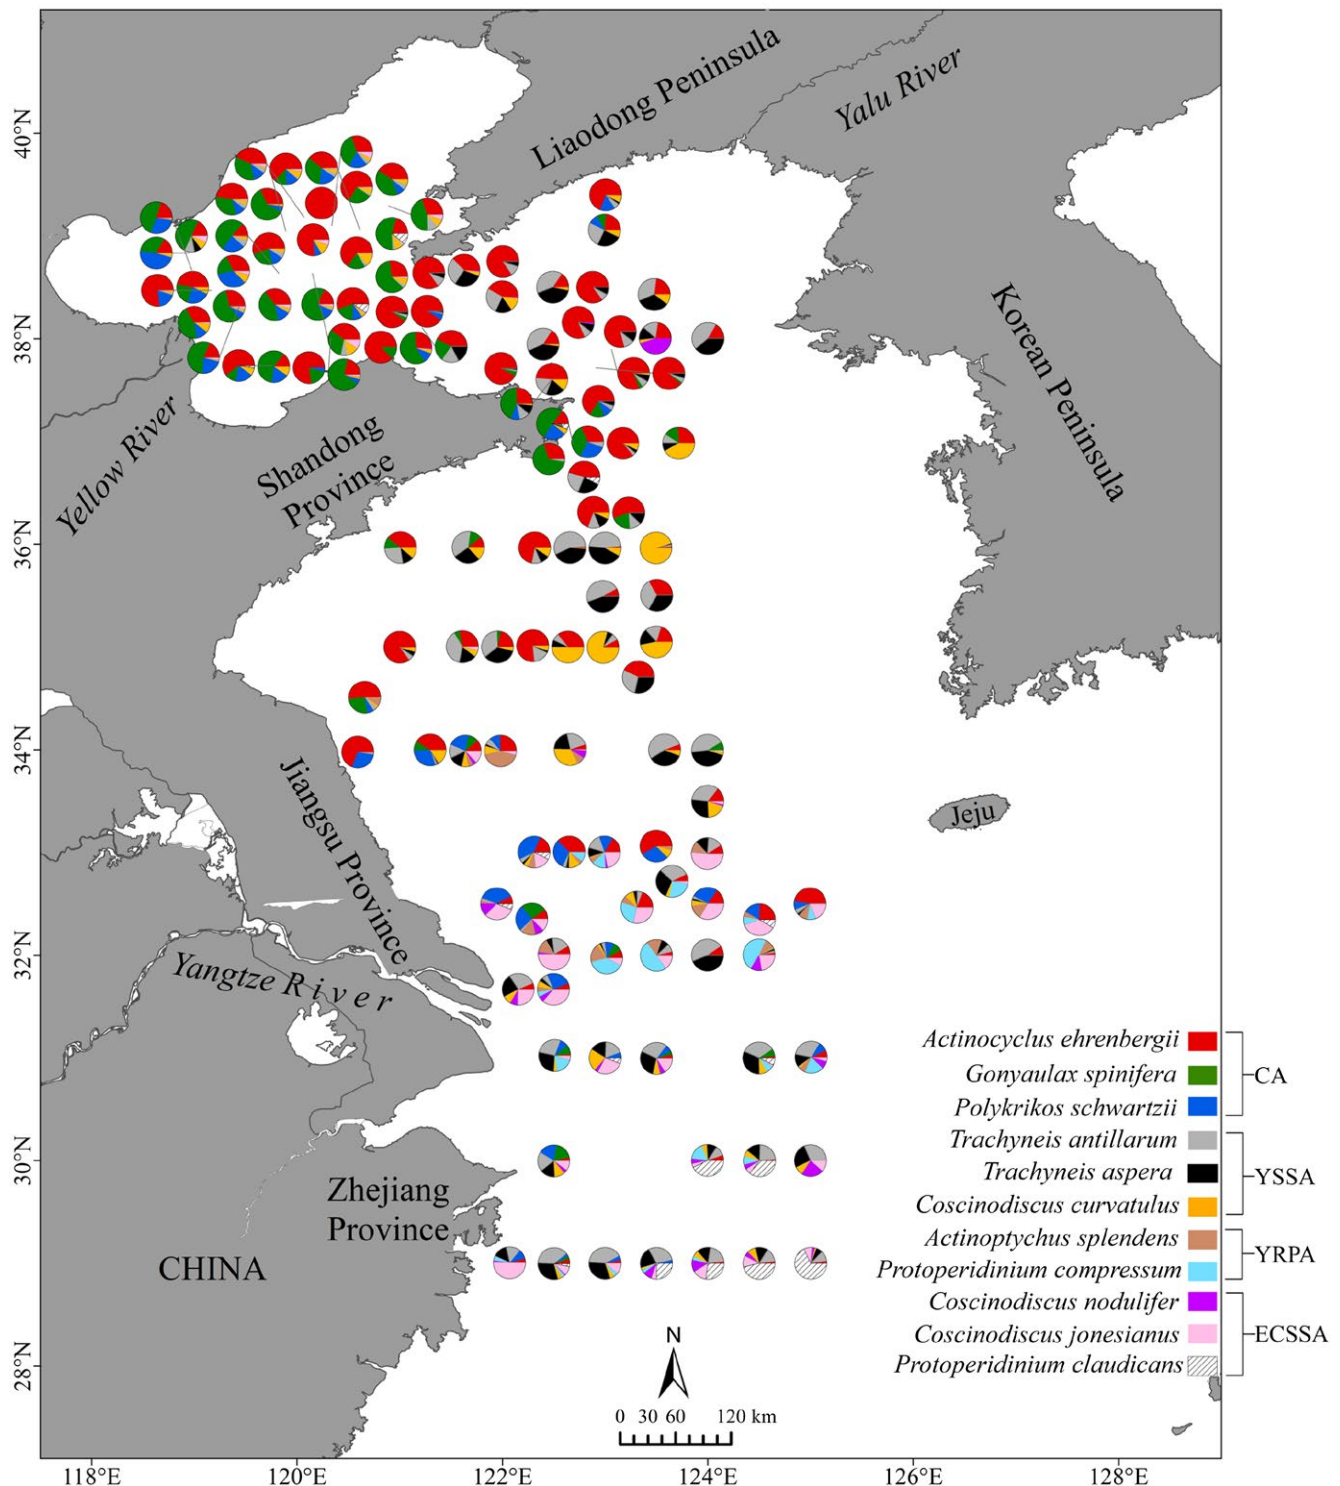 Liaodong Peninsula
Yalu River
Korean Peninsula
Yellow River
Shandong
Province
Jiangsu Province
Yangtze River
Jeju
Zhejiang
Province
CHINA
40°N
38°N
36°N
34°N
32°N
30°N
28°N
Actinocyclus ehrenbergii
Gonyaulax spinifera
Polykrikos schwartzii
CA
Trachyneis antillarum
Trachyneis aspera
Coscinodiscus curvatulus
YSSA
Actinoptychus splendens
Protoperidinium compressum
YRPA
Coscinodiscus nodulifer
Coscinodiscus jonesianus
Protoperidinium claudicans
ECSSA
N
0 30 60 120 km
118°E 120°E 122°E 124°E 126°E 128°E